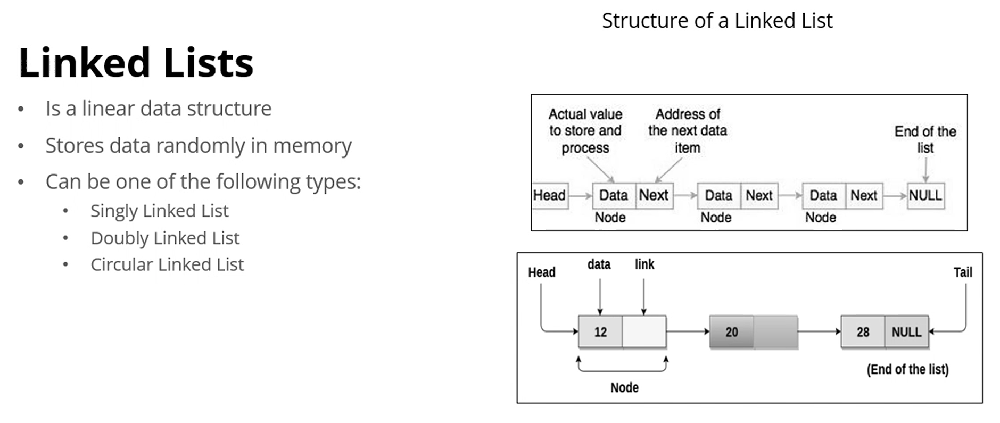 Structure of a Linked List
Linked Lists
• Is a linear data structure
• Stores data randomly in memory
• Can be one of the following types:
• Singly Linked List
• Doubly Linked List
• Circular Linked List
Actual value
to store and
process
Address of
the next data
item
End of the
list
Head
Data
Next
Data
Next
Data
Next
NULL
Node
Node
Node
Head
data
link
Tail
12
20
28
NULL
(End of the list)
Node